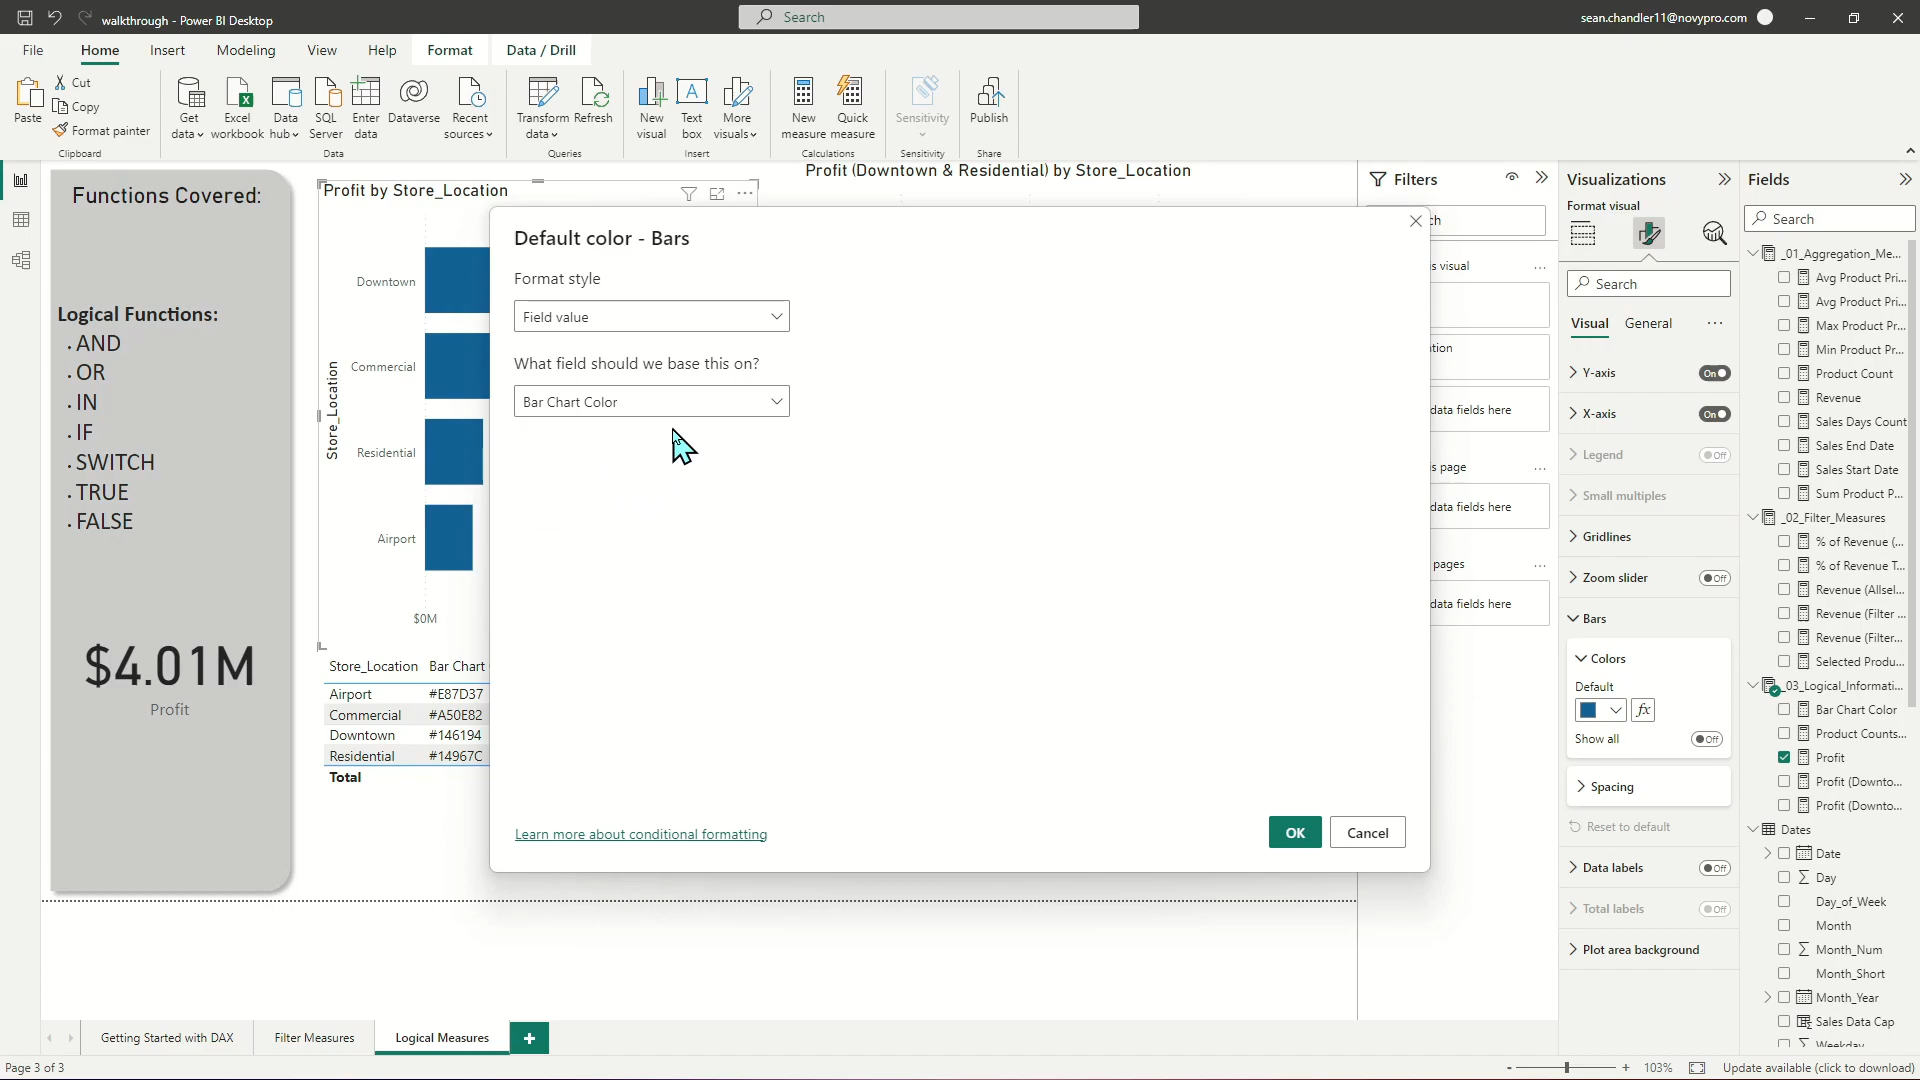 walkthrough - Power BI Desktop
Search
sean.chandler11@novypro.com
File
Home
Insert
Modeling
View
Help
Format
Data / Drill
Paste
Cut
Copy
Format painter
Clipboard
Get data
Excel workbook
Data hub
SQL Server
Enter data
Dataverse
Recent sources
Data
Transform data
Refresh
Queries
New visual
Text box
More visuals
Insert
New measure
Quick measure
Calculations
Sensitivity
Sensitivity
Publish
Share
Functions Covered:
Logical Functions:
. AND
. OR
. IN
. IF
. SWITCH
. TRUE
. FALSE
$4.01M
Profit
Profit by Store_Location
Store_Location
Downtown
Commercial
Residential
Airport
$0M
Store_Location Bar Chart
Airport #E87D37
Commercial #A50E82
Downtown #146194
Residential #14967C
Total
Profit (Downtown & Residential) by Store_Location
Default color - Bars
Format style
Field value
What field should we base this on?
Bar Chart Color
Learn more about conditional formatting
OK
Cancel
Filters
ch
s visual
tion
data fields here
s page
data fields here
pages
data fields here
Visualizations
Format visual
Search
Visual
General
Y-axis On
X-axis On
Legend Off
Small multiples
Gridlines
Zoom slider Off
Bars
Colors
Default
fx
Show all Off
Spacing
Reset to default
Data labels Off
Total labels Off
Plot area background
Fields
Search
_01_Aggregation_Me...
Avg Product Pri...
Avg Product Pri...
Max Product Pr...
Min Product Pr...
Product Count
Revenue
Sales Days Count
Sales End Date
Sales Start Date
Sum Product P...
_02_Filter_Measures
% of Revenue (...
% of Revenue T...
Revenue (Allsel...
Revenue (Filter ...
Revenue (Filter...
Selected Produ...
_03_Logical_Informati...
Bar Chart Color
Product Counts...
Profit
Profit (Downto...
Profit (Downto...
Dates
Date
Day
Day_of_Week
Month
Month_Num
Month_Short
Month_Year
Sales Data Cap
Weekday
Getting Started with DAX
Filter Measures
Logical Measures
Page 3 of 3
- + 103%
Update available (click to download)